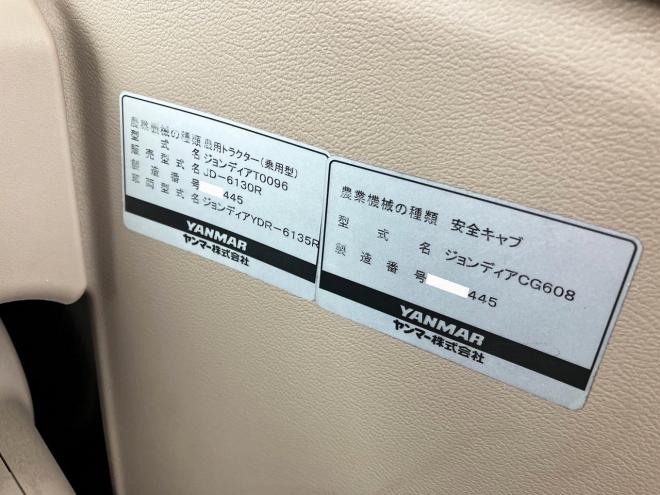 農業機械の種類 農用トラクター(乗用型)
型式名 ジョンディアT0096
販売型式名 JD-6130R
製造番号 445
車両型式名 ジョンディアYDR-6135R
YANMAR
ヤンマー株式会社
農業機械の種類 安全キャブ
型式名 ジョンディアCG608
製造番号 445
YANMAR
ヤンマー株式会社